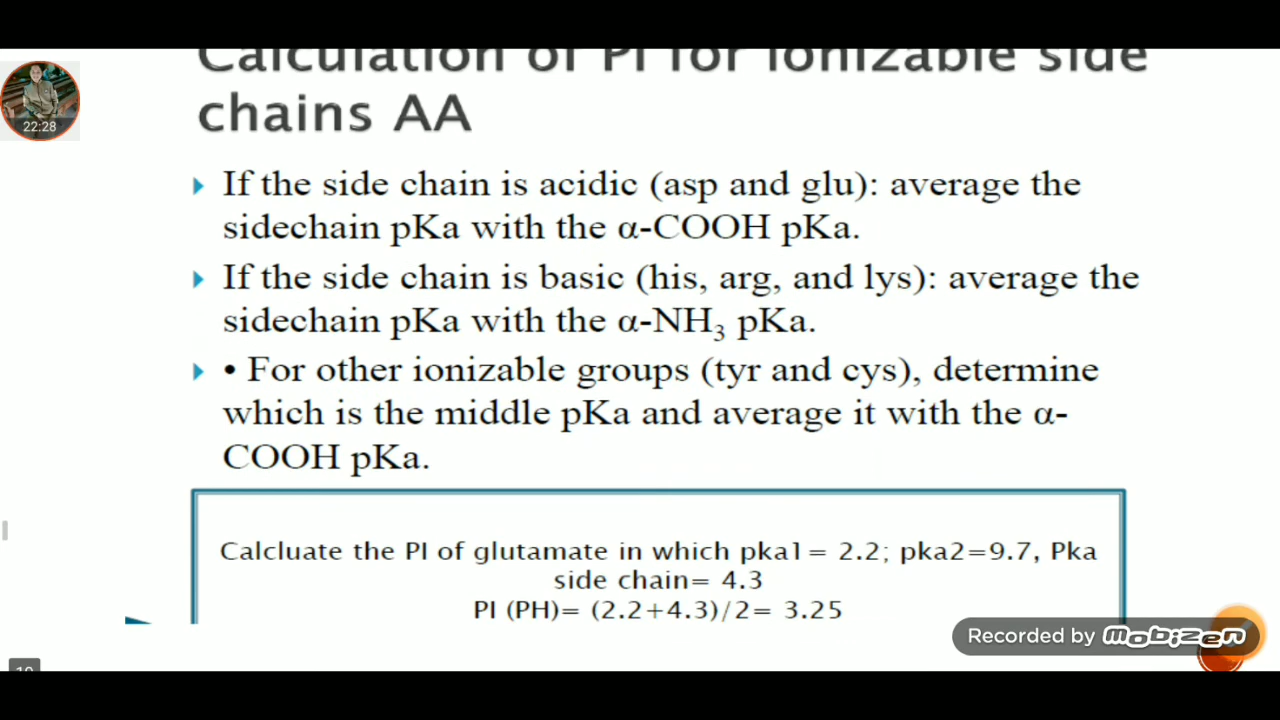 Calculation of PI for ionizable side
chains AA
22:28
If the side chain is acidic (asp and glu): average the
sidechain pKa with the α-COOH pKa.
If the side chain is basic (his, arg, and lys): average the
sidechain pKa with the α-NH₃ pKa.
• For other ionizable groups (tyr and cys), determine
which is the middle pKa and average it with the α-
COOH pKa.
Calcluate the PI of glutamate in which pka1= 2.2; pka2=9.7, Pka
side chain= 4.3
PI (PH)= (2.2+4.3)/2= 3.25
Recorded by mobizen